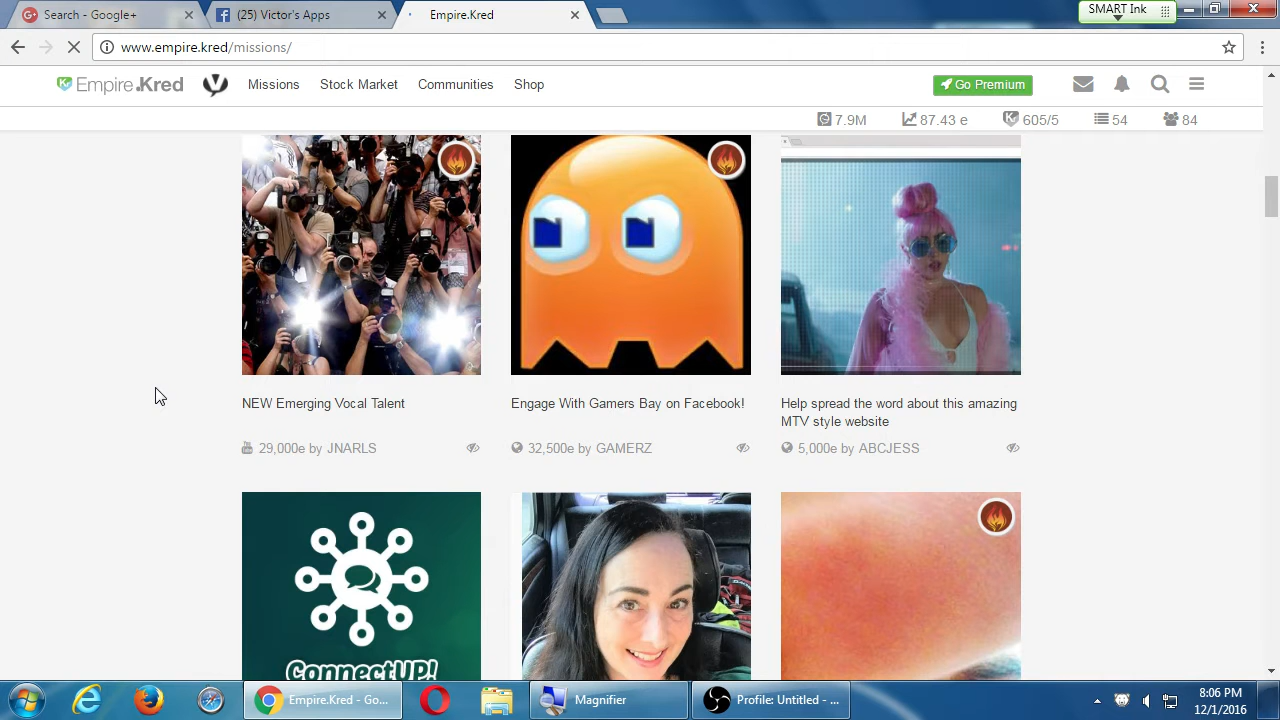 Search - Google+
(25) Victor's Apps
Empire.Kred
SMART Ink
www.empire.kred/missions/
Empire.Kred
Missions
Stock Market
Communities
Shop
Go Premium
7.9M
87.43 e
605/5
54
84
NEW Emerging Vocal Talent
Engage With Gamers Bay on Facebook!
Help spread the word about this amazing
MTV style website
29,000e by JNARLS
32,500e by GAMERZ
5,000e by ABCJESS
ConnectUP!
Empire.Kred - Go...
Magnifier
Profile: Untitled - ...
8:06 PM
12/1/2016